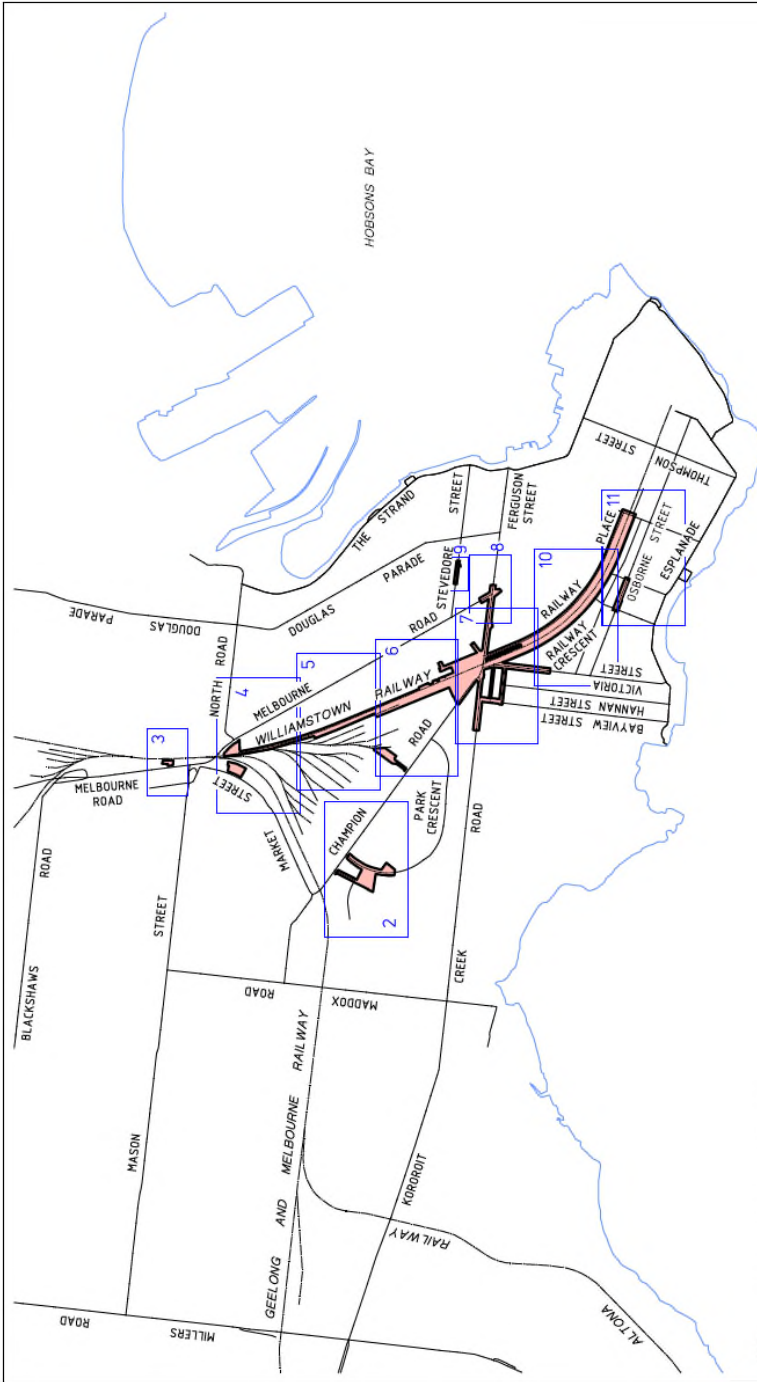 HOBSONS BAY
THE STRAND
STREET
THOMPSON
STREET
FERGUSON
STREET
STEVEDORE
PARADE
DOUGLAS
DOUGLAS
PARADE
NORTH ROAD
ROAD
MELBOURNE
WILLIAMSTOWN
RAILWAY
PLACE
RAILWAY
RAILWAY
CRESCENT
OSBORNE STREET
ESPLANADE
VICTORIA
STREET
HANNAN STREET
BAYVIEW STREET
MELBOURNE
ROAD
STREET
MARKET
CHAMPION
ROAD
PARK
CRESCENT
ROAD
CREEK
KOROROIT
BLACKSHAWS
ROAD
MASON
STREET
MADDOX
ROAD
GEELONG AND MELBOURNE RAILWAY
MILLERS
ROAD
ALTONA
RAILWAY
2
3
4
5
6
7
8
9
10
11